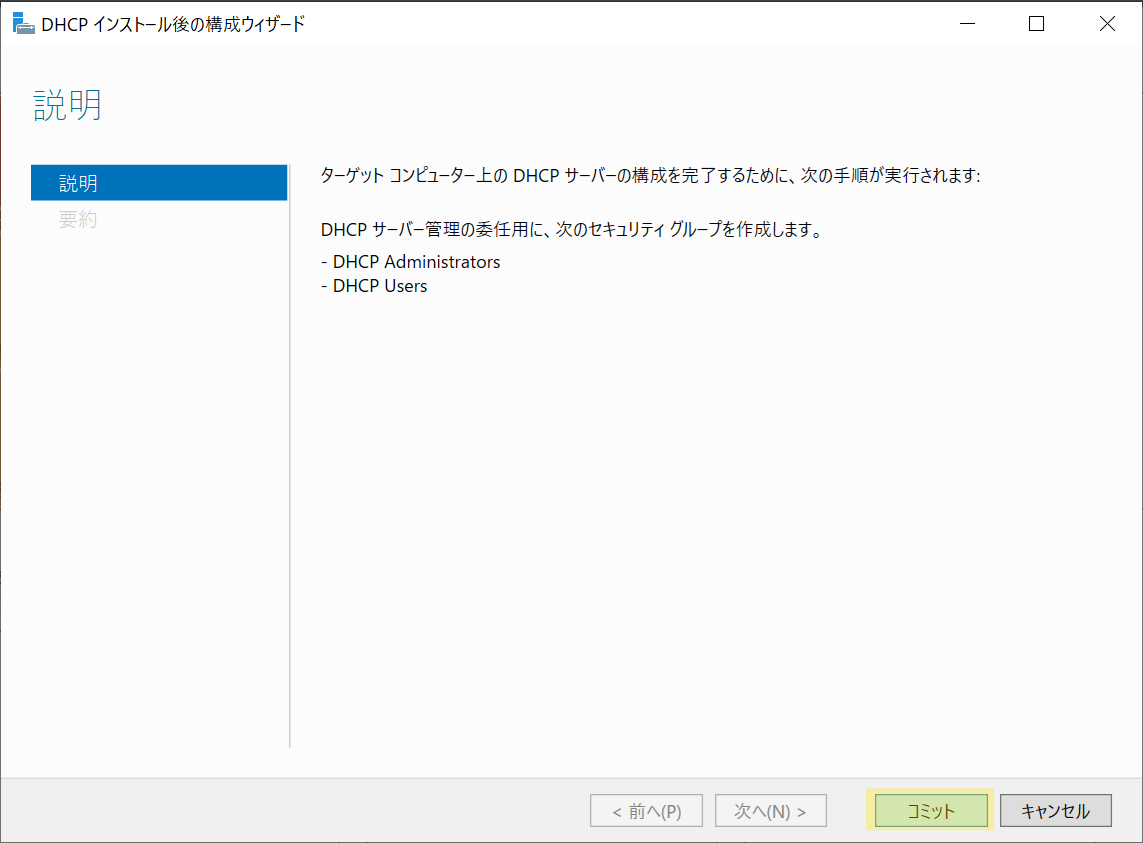 DHCP インストール後の構成ウィザード
説明
説明
要約
ターゲット コンピューター上の DHCP サーバーの構成を完了するために、次の手順が実行されます:
DHCP サーバー管理の委任用に、次のセキュリティ グループを作成します。
- DHCP Administrators
- DHCP Users
< 前へ(P)
次へ(N) >
コミット
キャンセル